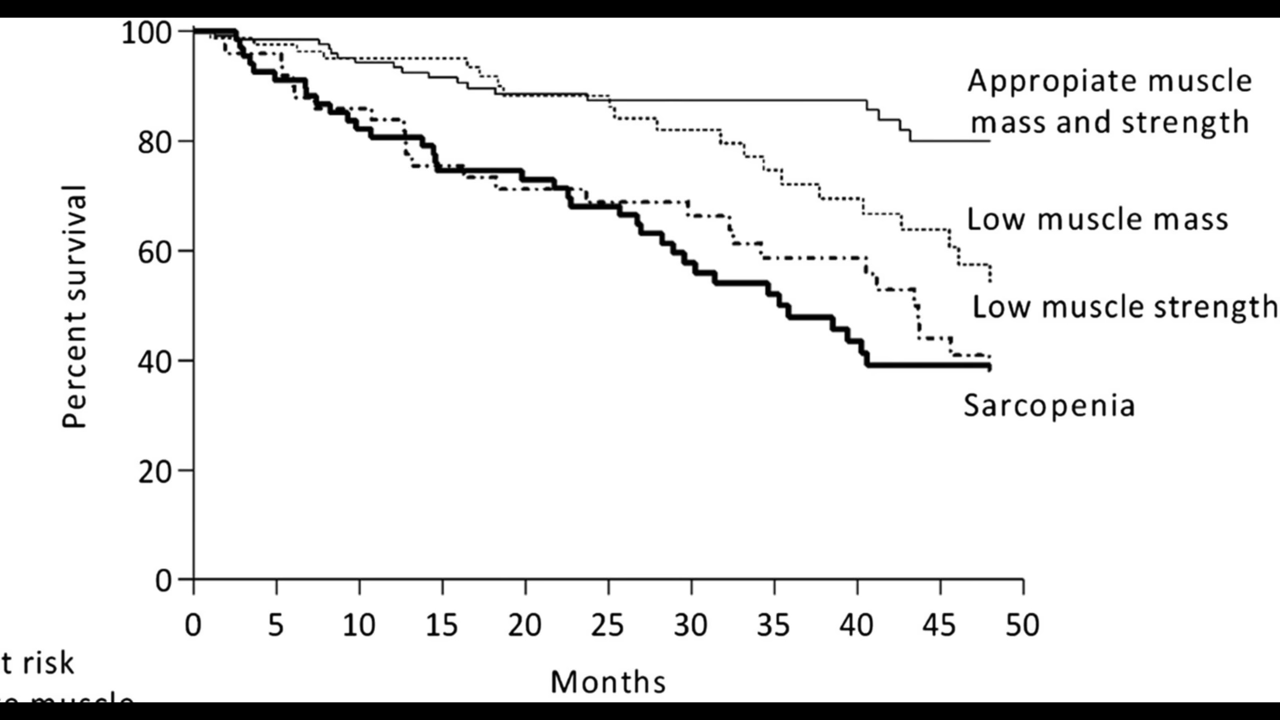 100
80
60
40
20
0
Percent survival
Appropiate muscle
mass and strength
Low muscle mass
Low muscle strength
Sarcopenia
0 5 10 15 20 25 30 35 40 45 50
Months
t risk
muscle